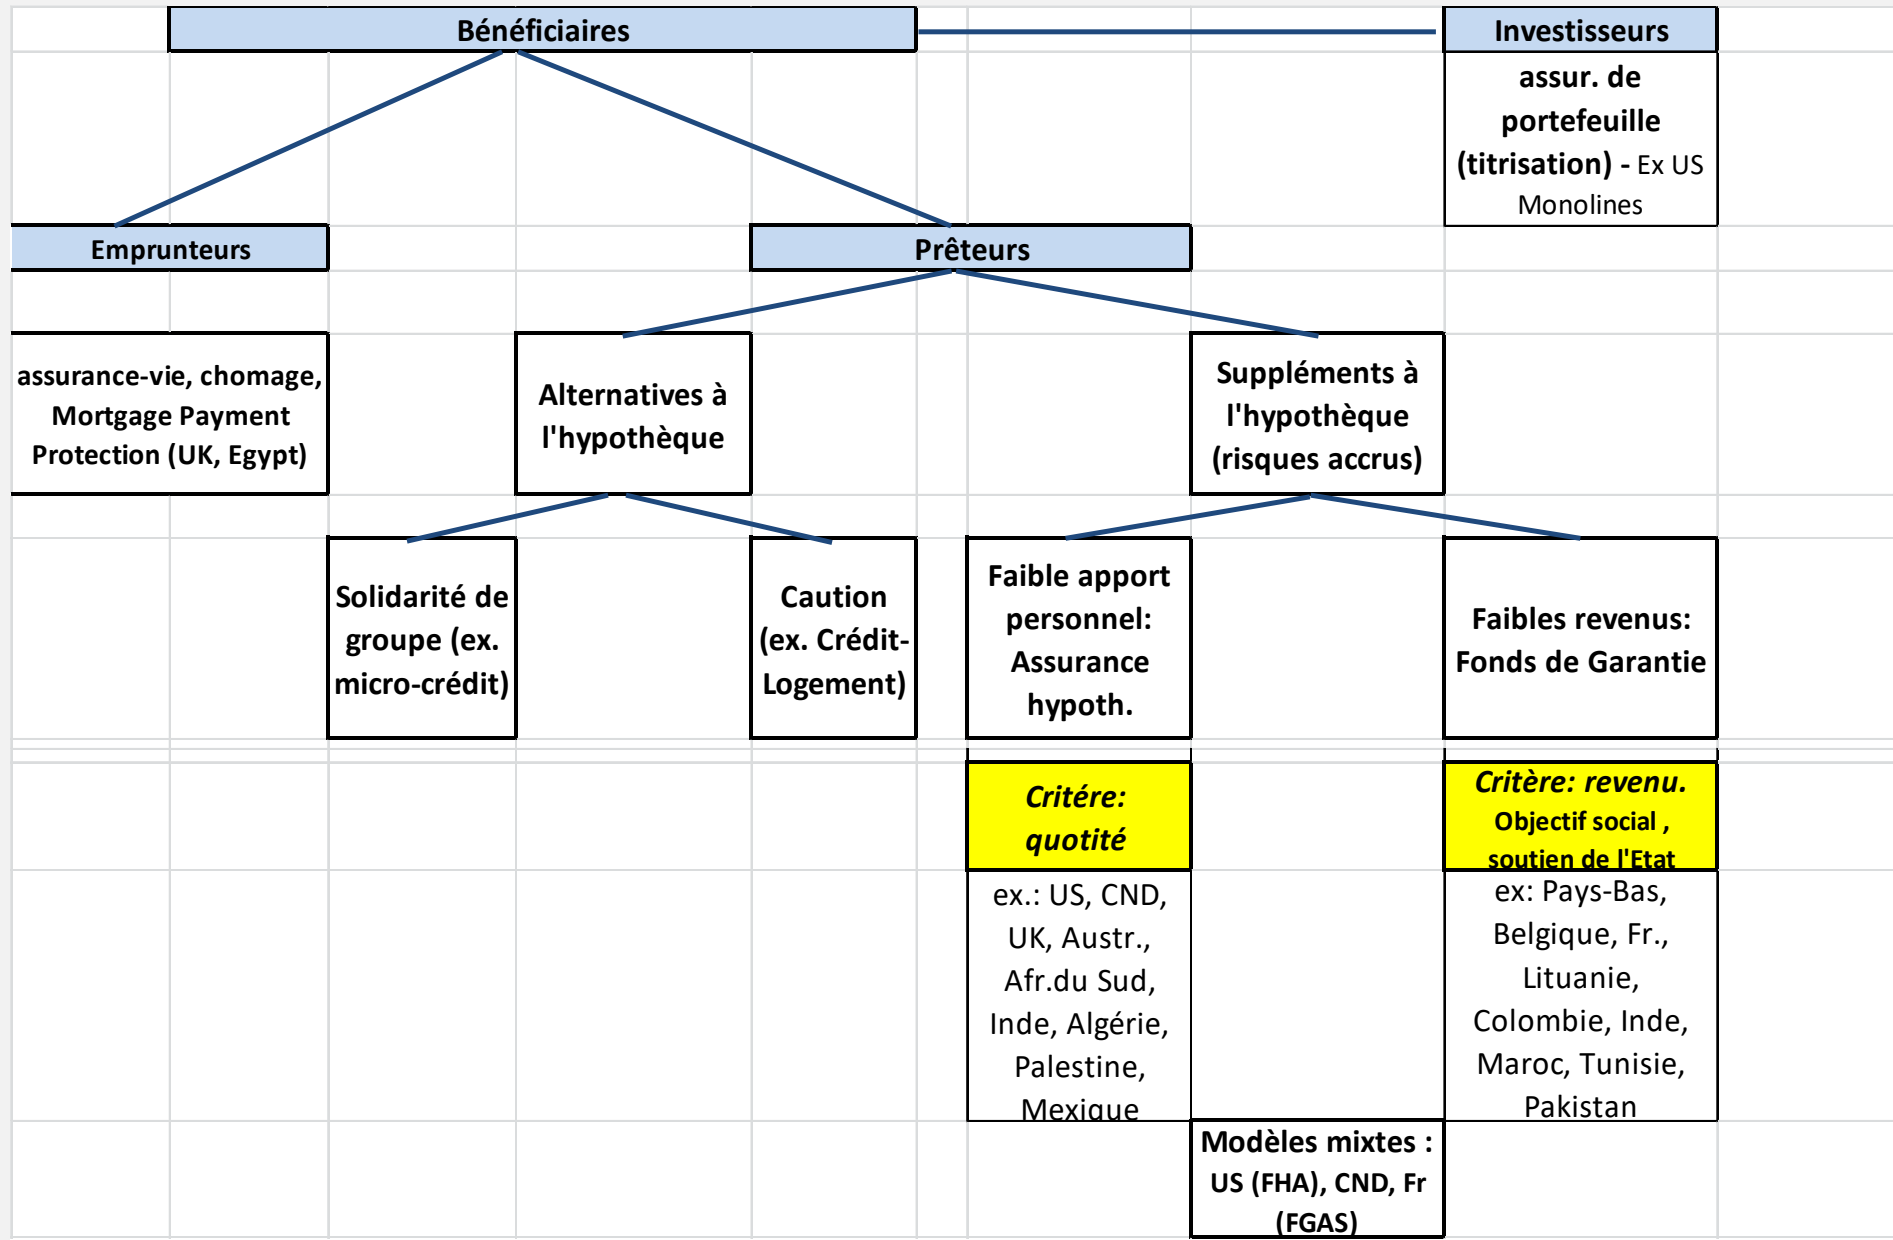 Bénéficiaires
Investisseurs
assur. de
portefeuille
(titrisation) - Ex US
Monolines
Emprunteurs
Prêteurs
assurance-vie, chomage,
Mortgage Payment
Protection (UK, Egypt)
Alternatives à
l'hypothèque
Suppléments à
l'hypothèque
(risques accrus)
Solidarité de
groupe (ex.
micro-crédit)
Caution
(ex. Crédit-
Logement)
Faible apport
personnel:
Assurance
hypoth.
Faibles revenus:
Fonds de Garantie
Critére:
quotité
Critère: revenu.
Objectif social ,
soutien de l'Etat
ex.: US, CND,
UK, Austr.,
Afr.du Sud,
Inde, Algérie,
Palestine,
Mexique
ex: Pays-Bas,
Belgique, Fr.,
Lituanie,
Colombie, Inde,
Maroc, Tunisie,
Pakistan
Modèles mixtes :
US (FHA), CND, Fr
(FGAS)